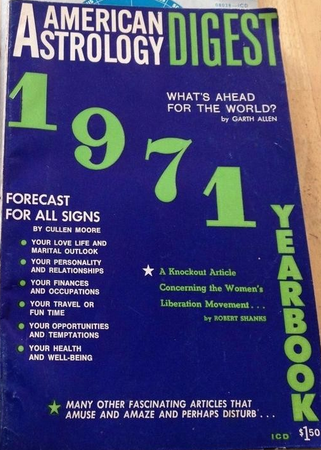 AMERICAN
ASTROLOGY DIGEST
1971
WHAT'S AHEAD
FOR THE WORLD?
by GARTH ALLEN
FORECAST
FOR ALL SIGNS
BY CULLEN MOORE
YOUR LOVE LIFE AND
MARITAL OUTLOOK
YOUR PERSONALITY
AND RELATIONSHIPS
YOUR FINANCES
AND OCCUPATIONS
YOUR TRAVEL OR
FUN TIME
YOUR OPPORTUNITIES
AND TEMPTATIONS
YOUR HEALTH
AND WELL-BEING
A Knockout Article
Concerning the Women's
Liberation Movement . . .
by ROBERT SHANKS
YEARBOOK
MANY OTHER FASCINATING ARTICLES THAT
AMUSE AND AMAZE AND PERHAPS DISTURB . . .
ICD $1.50